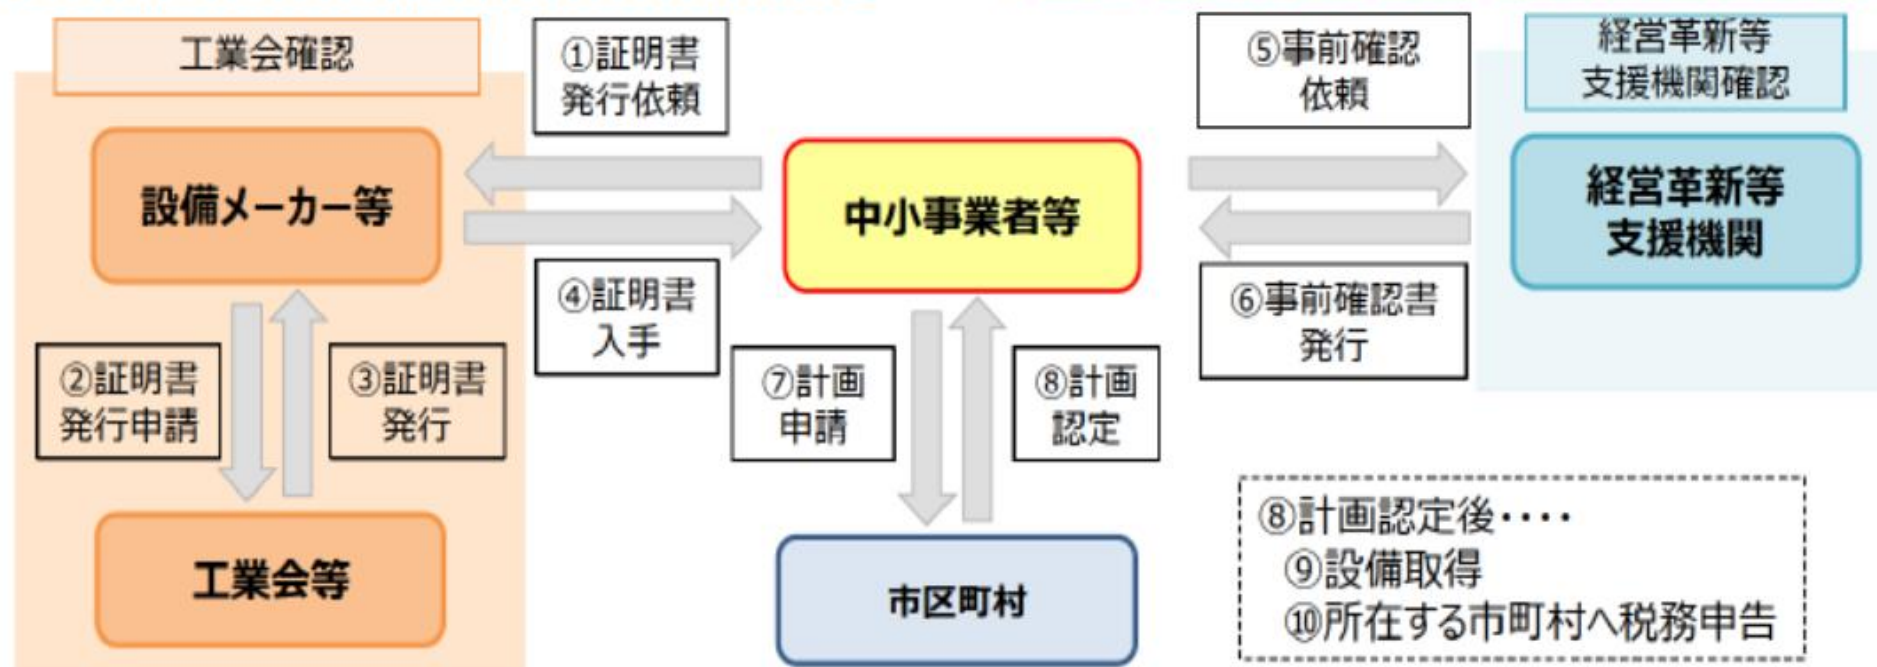 工業会確認
①証明書
発行依頼
⑤事前確認
依頼
経営革新等
支援機関確認
設備メーカー等
中小事業者等
経営革新等
支援機関
④証明書
入手
⑥事前確認書
発行
②証明書
発行申請
③証明書
発行
⑦計画
申請
⑧計画
認定
工業会等
市区町村
⑧計画認定後・・・・
⑨設備取得
⑩所在する市町村へ税務申告